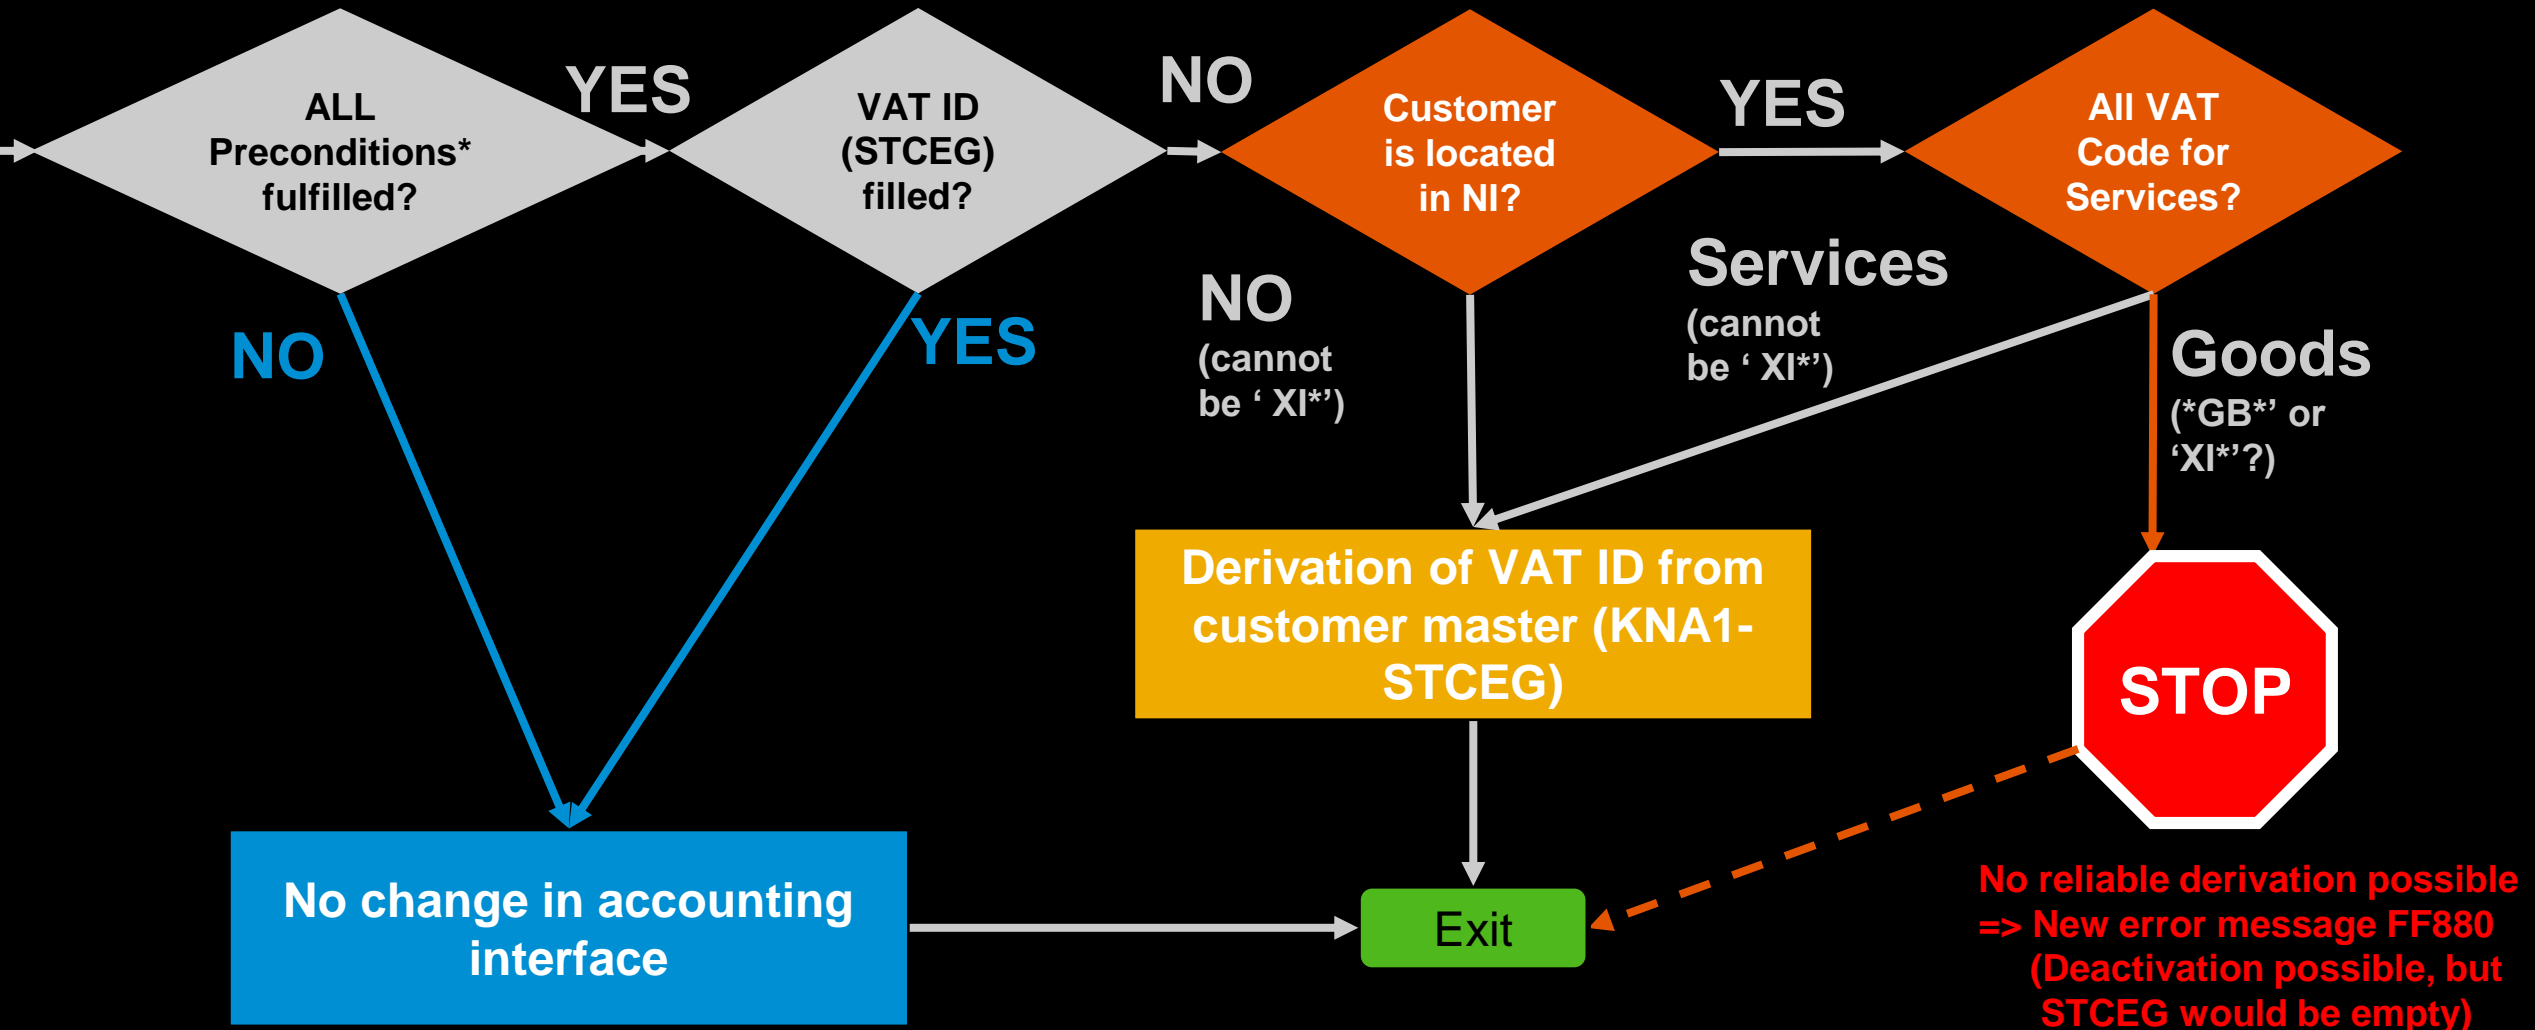 ALL
Preconditions*
fulfilled?
YES
VAT ID
(STCEG)
filled?
NO
Customer
is located
in NI?
YES
All VAT
Code for
Services?
NO
YES
NO
(cannot
be ‘ XI*’)
Services
(cannot
be ‘ XI*’)
Goods
(*GB*’ or
‘XI*’?)
Derivation of VAT ID from
customer master (KNA1-
STCEG)
STOP
No change in accounting
interface
Exit
No reliable derivation possible
=> New error message FF880
(Deactivation possible, but
STCEG would be empty)